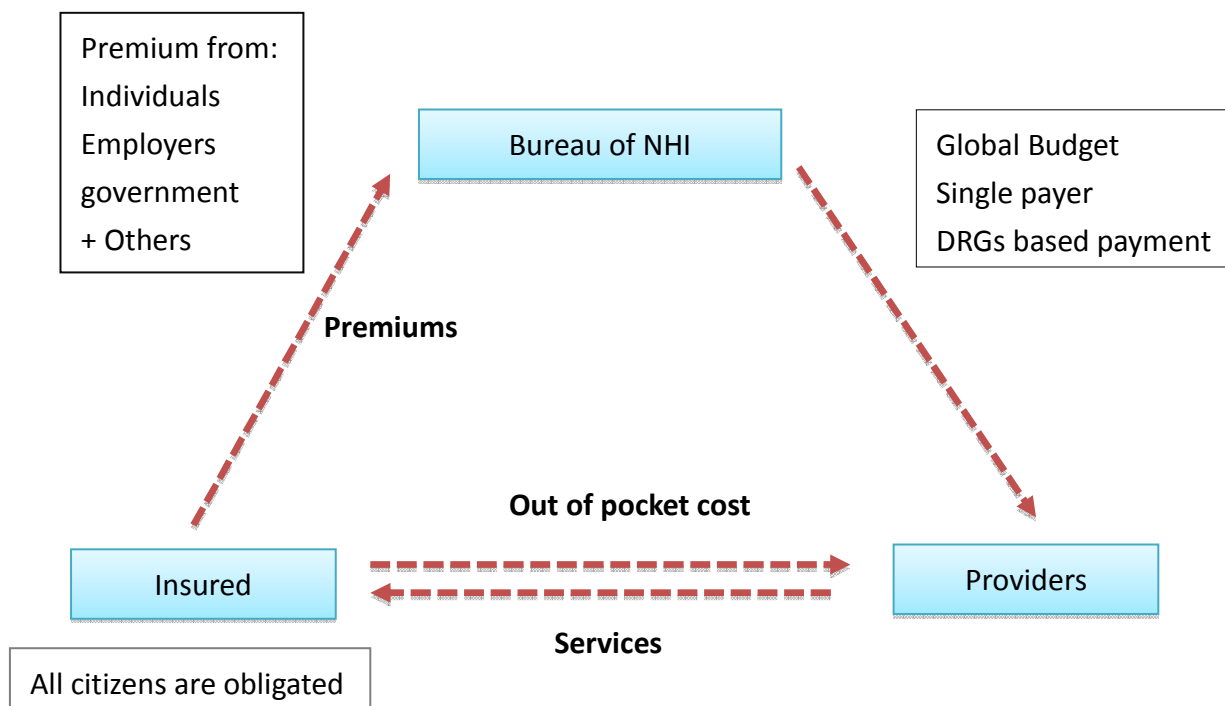 Premium from:
Individuals
Employers
government
+ Others
Bureau of NHI
Global Budget
Single payer
DRGs based payment
Premiums
Out of pocket cost
Insured
Providers
Services
All citizens are obligated